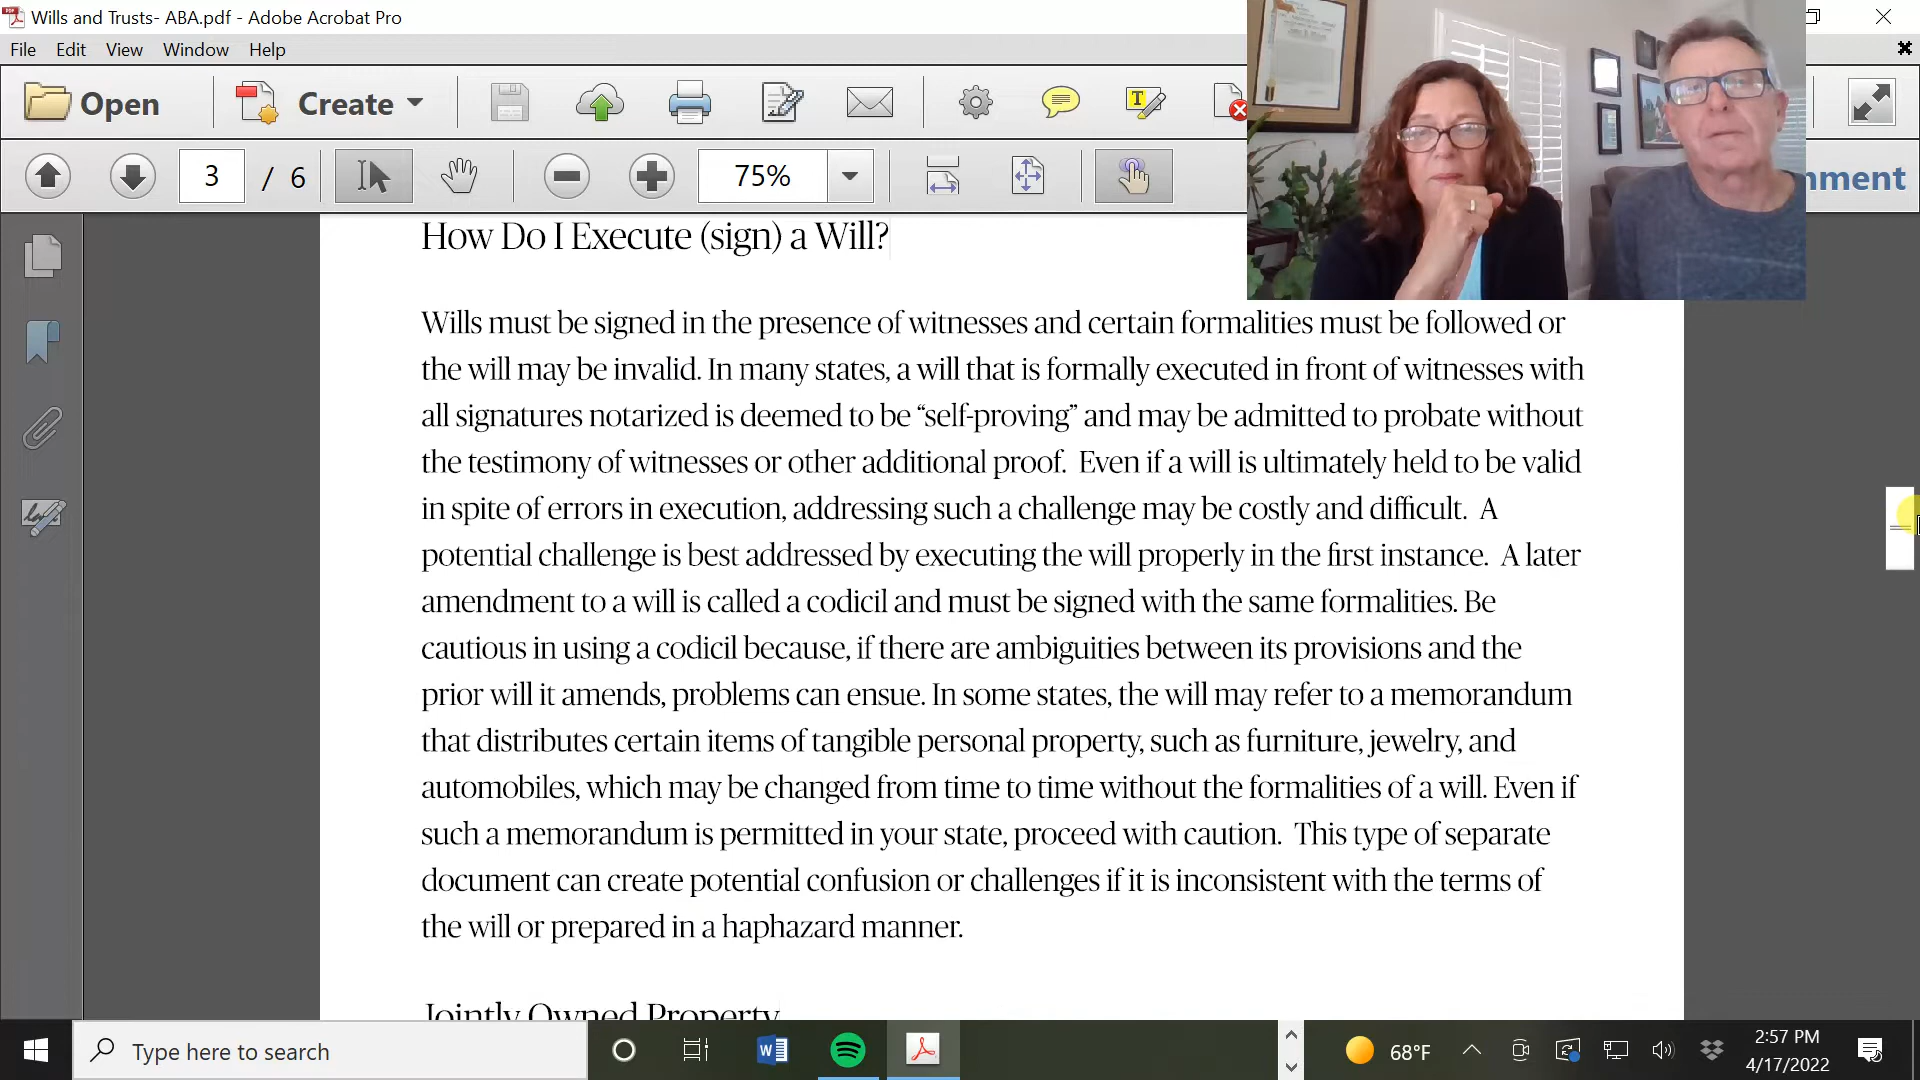 Wills and Trusts- ABA.pdf - Adobe Acrobat Pro
File Edit View Window Help
Open Create
3 / 6 75% mment
How Do I Execute (sign) a Will?
Wills must be signed in the presence of witnesses and certain formalities must be followed or
the will may be invalid. In many states, a will that is formally executed in front of witnesses with
all signatures notarized is deemed to be “self-proving” and may be admitted to probate without
the testimony of witnesses or other additional proof.  Even if a will is ultimately held to be valid
in spite of errors in execution, addressing such a challenge may be costly and difficult.  A
potential challenge is best addressed by executing the will properly in the first instance.  A later
amendment to a will is called a codicil and must be signed with the same formalities. Be
cautious in using a codicil because, if there are ambiguities between its provisions and the
prior will it amends, problems can ensue. In some states, the will may refer to a memorandum
that distributes certain items of tangible personal property, such as furniture, jewelry, and
automobiles, which may be changed from time to time without the formalities of a will. Even if
such a memorandum is permitted in your state, proceed with caution.  This type of separate
document can create potential confusion or challenges if it is inconsistent with the terms of
the will or prepared in a haphazard manner.
Jointly Owned Property
Type here to search
68°F
2:57 PM
4/17/2022